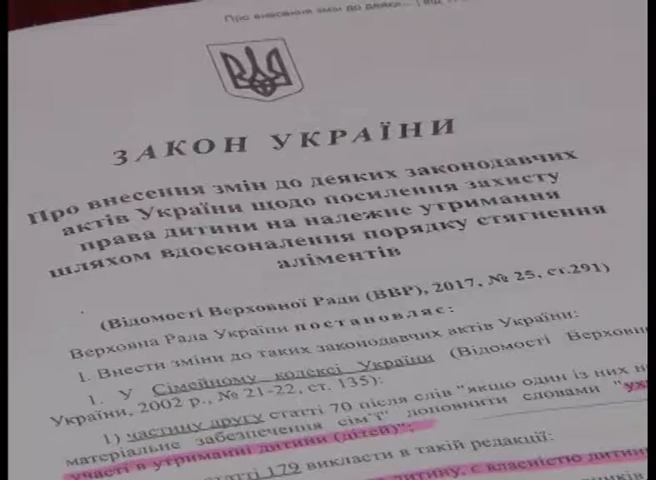 Про внесення змін до деяк... | від
ЗАКОН УКРАЇНИ
Про внесення змін до деяких законодавчих
актів України щодо посилення захисту
права дитини на належне утримання
шляхом вдосконалення порядку стягнення
аліментів
(Відомості Верховної Ради (ВВР), 2017, № 25, ст.291)
Верховна Рада України постановляє:
I. Внести зміни до таких законодавчих актів України:
1. У Сімейному кодексі України (Відомості Верховної
України, 2002 р., № 21-22, ст. 135):
1) частину другу статті 70 після слів "якщо один із них н
матеріальне забезпечення сім'ї" доповнити словами "ух
участі в утриманні дитини (дітей)";
статті 179 викласти в такій редакції:
дитину, є власністю дитини